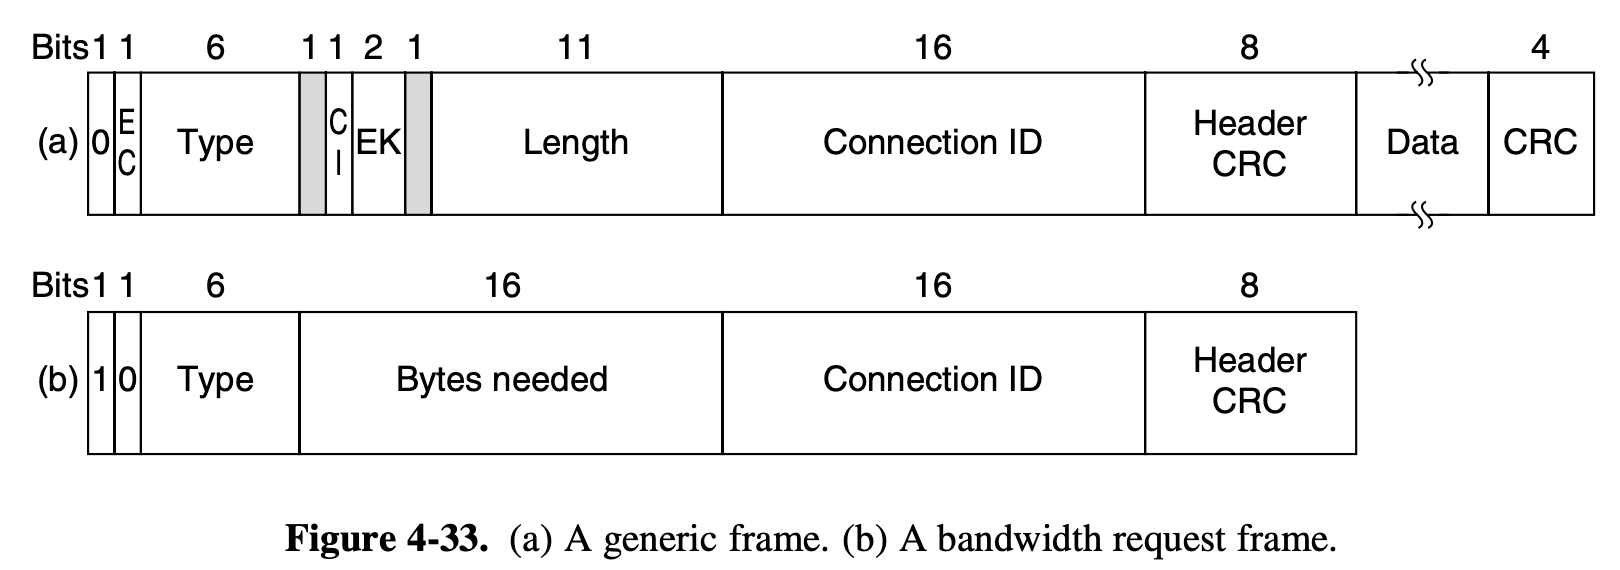 Bits 1 1 6 1 1 2 1 11 16 8 4
(a) 0 EC Type CI EK Length Connection ID Header CRC Data CRC
Bits 1 1 6 16 16 8
(b) 1 0 Type Bytes needed Connection ID Header CRC
Figure 4-33. (a) A generic frame. (b) A bandwidth request frame.